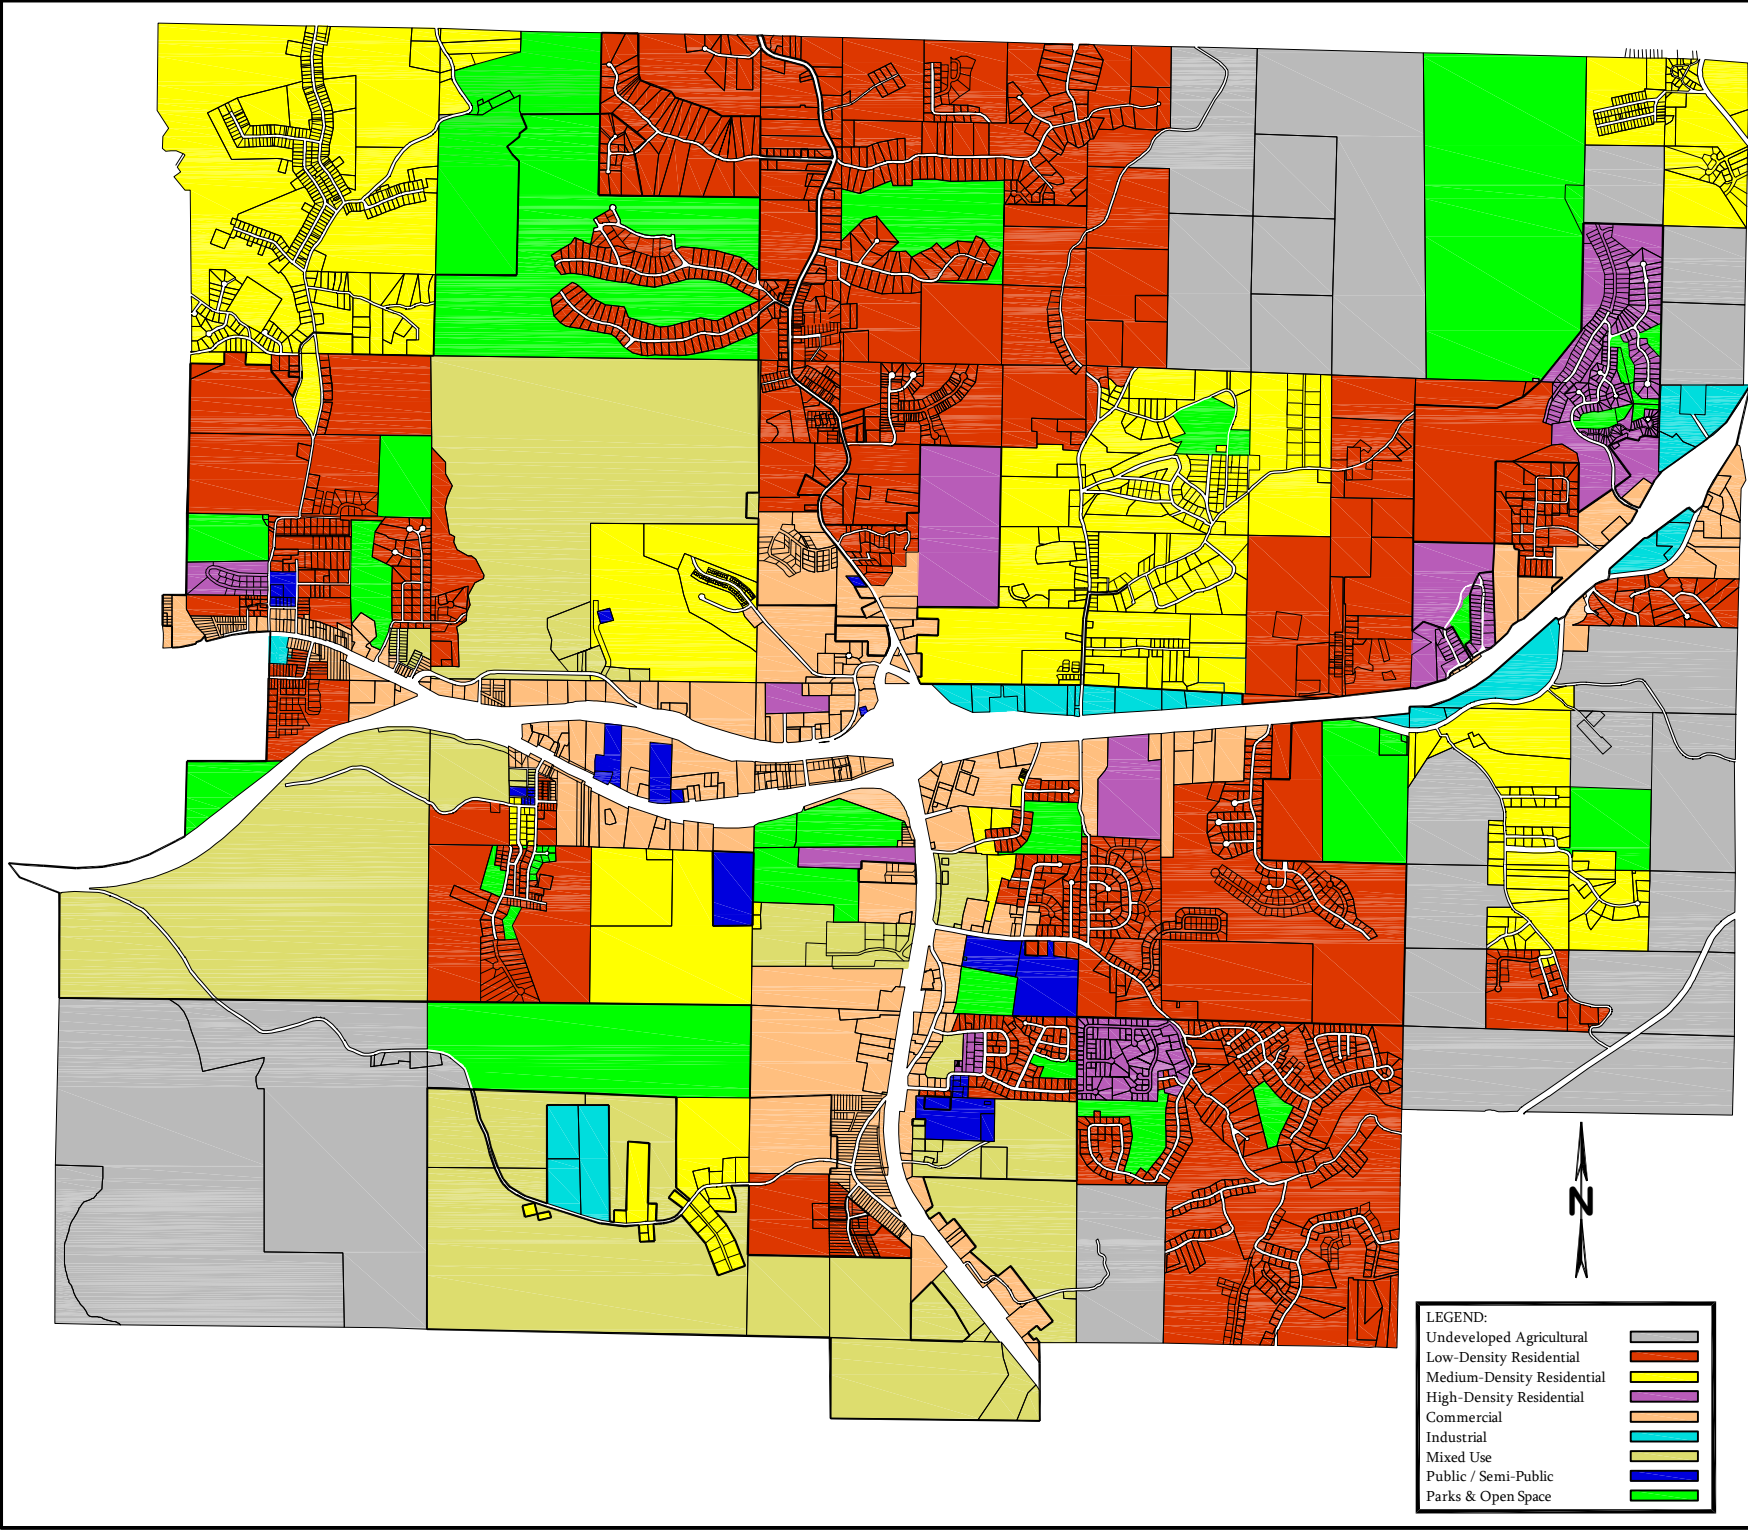 N
LEGEND:
Undeveloped Agricultural
Low-Density Residential
Medium-Density Residential
High-Density Residential
Commercial
Industrial
Mixed Use
Public / Semi-Public
Parks & Open Space